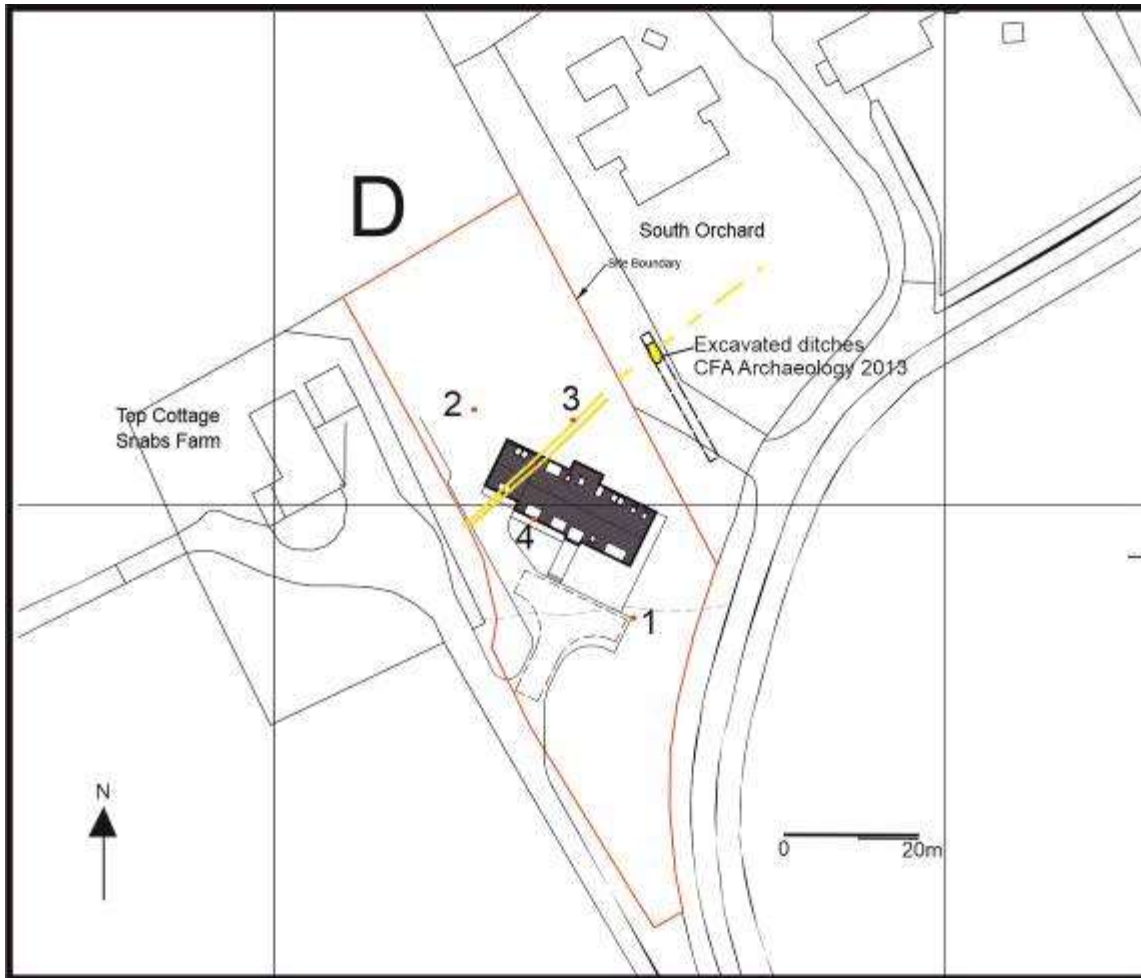 D
South Orchard
Site Boundary
Excavated ditches
CFA Archaeology 2013
Top Cottage
Snabs Farm
2
3
4
1
N
0
20m